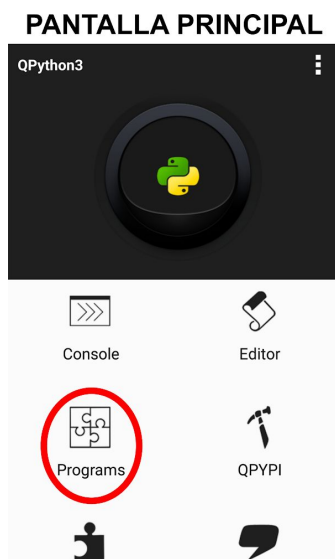 PANTALLA PRINCIPAL
QPython3
Console
Editor
Programs
QPYPI